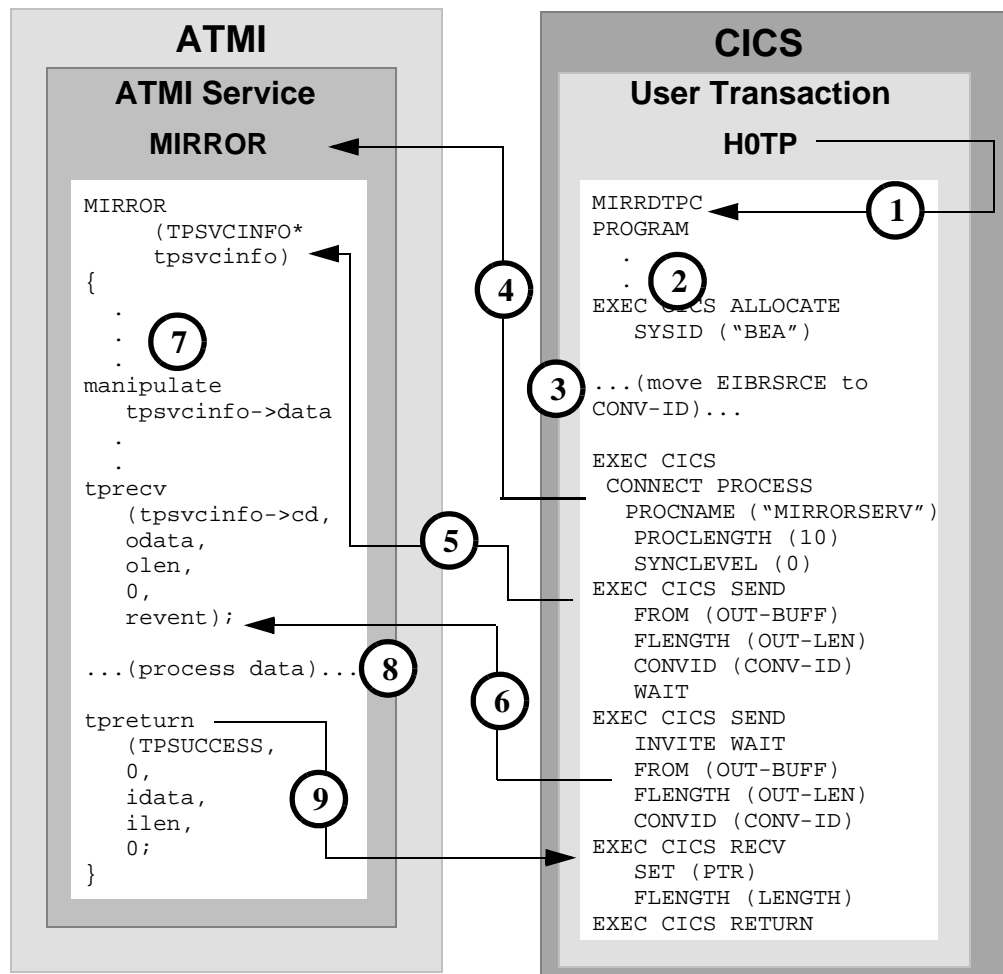 ATMI
ATMI Service
MIRROR
MIRROR
(TPSVCINFO*
tpsvcinfo)
{
.
.
.
7
manipulate
tpsvcinfo->data
.
.
tprecv
(tpsvcinfo->cd,
odata,
olen,
0,
revent);
...(process data)...
8
tpreturn
(TPSUCCESS,
0,
idata,
ilen,
0;
}
9
4
5
6
CICS
User Transaction
H0TP
1
MIRRDTPC
PROGRAM
.
.
2
EXEC CICS ALLOCATE
SYSID (“BEA”)
3
...(move EIBRSRCE to
CONV-ID)...
EXEC CICS
CONNECT PROCESS
PROCNAME (“MIRRORSERV”)
PROCLENGTH (10)
SYNCLEVEL (0)
EXEC CICS SEND
FROM (OUT-BUFF)
FLENGTH (OUT-LEN)
CONVID (CONV-ID)
WAIT
EXEC CICS SEND
INVITE WAIT
FROM (OUT-BUFF)
FLENGTH (OUT-LEN)
CONVID (CONV-ID)
EXEC CICS RECV
SET (PTR)
FLENGTH (LENGTH)
EXEC CICS RETURN